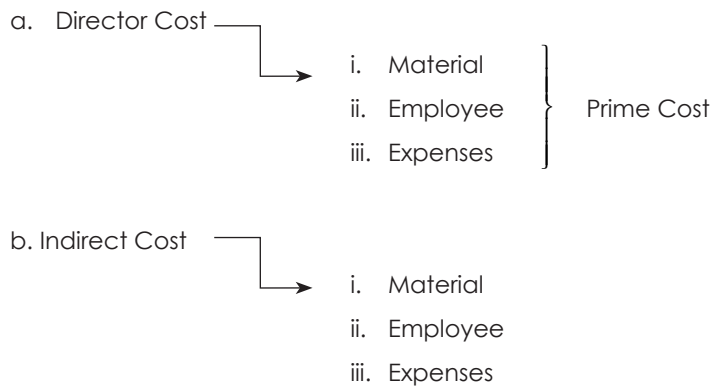 a. Director Cost
i. Material
ii. Employee
iii. Expenses
Prime Cost
b. Indirect Cost
i. Material
ii. Employee
iii. Expenses